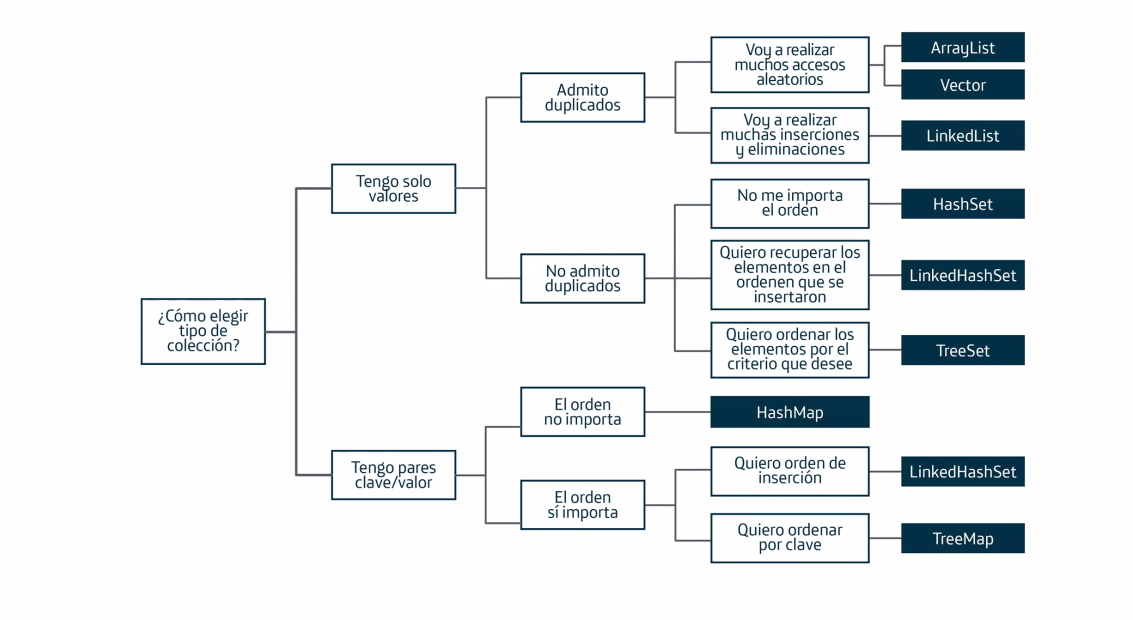 ¿Cómo elegir
tipo de
colección?
Tengo solo
valores
Admito
duplicados
Voy a realizar
muchos accesos
aleatorios
ArrayList
Vector
Voy a realizar
muchas inserciones
y eliminaciones
LinkedList
No admito
duplicados
No me importa
el orden
HashSet
Quiero recuperar los
elementos en el
ordenen que se
insertaron
LinkedHashSet
Quiero ordenar los
elementos por el
criterio que desee
TreeSet
Tengo pares
clave/valor
El orden
no importa
HashMap
El orden
sí importa
Quiero orden de
inserción
LinkedHashSet
Quiero ordenar
por clave
TreeMap